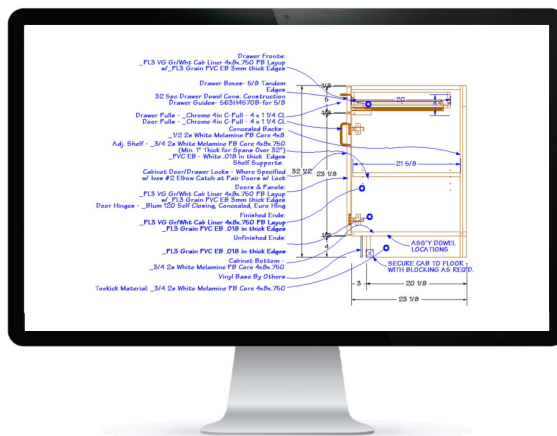 Drawer Fronts:
_PL3 VG Gr/Wht Cab Liner 4x8x.750 PB Layup
w/_PL3 Grain PVC EB 3mm thick Edges
Drawer Boxes- 5/8 Tandem
Edge
32 5po Drawer Dowel Cons. Construction
Drawer Guides- 563H4570B- for 5/8
Drawer Pulls - _Chrome 4in C-Pull - 4 x 1 1/4 CL
Door Pulls - _Chrome 4in C-Pull - 4 x 1 1/4 CL
Concealed Backs-
_1/2 2s White Melamine PB Core 4x8
Adj. Shelf - _3/4 2s White Melamine PB Core 4x8x.750
(Min. 1" Thick for Spans Over 32")
_PVC EB - White .018 in thick Edges
Shelf Supports:
Cabinet Door/Drawer Locks - Where Specified
w/ Ives #2 Elbow Catch at Pair Doors w/ Lock
Doors & Panels:
_PL3 VG Gr/Wht Cab Liner 4x8x.750 PB Layup
w/_PL3 Grain PVC EB 3mm thick Edges
Door Hinges - _Blum 120 Self Closing, Concealed, Euro Hing
Finished Ends:
_PL3 VG Gr/Wht Cab Liner 4x8x.750 PB Layup
_PL3 Grain PVC EB .018 in thick Edges
Unfinished Ends:
_PL3 Grain PVC EB .018 in thick Edges
Cabinet Bottom -
_3/4 2s White Melamine PB Core 4x8x.750
Vinyl Base By Others
Toekick Material: _3/4 2s White Melamine PB Core 4x8x.750
1/8
5
1/8
32 1/2
23 1/8
1/8
4
20
3
21 5/8
ASS'Y DOWEL
LOCATIONS
SECURE CAB TO FLOOR
WITH BLOCKING AS REQ'D.
3
20 1/8
23 1/8